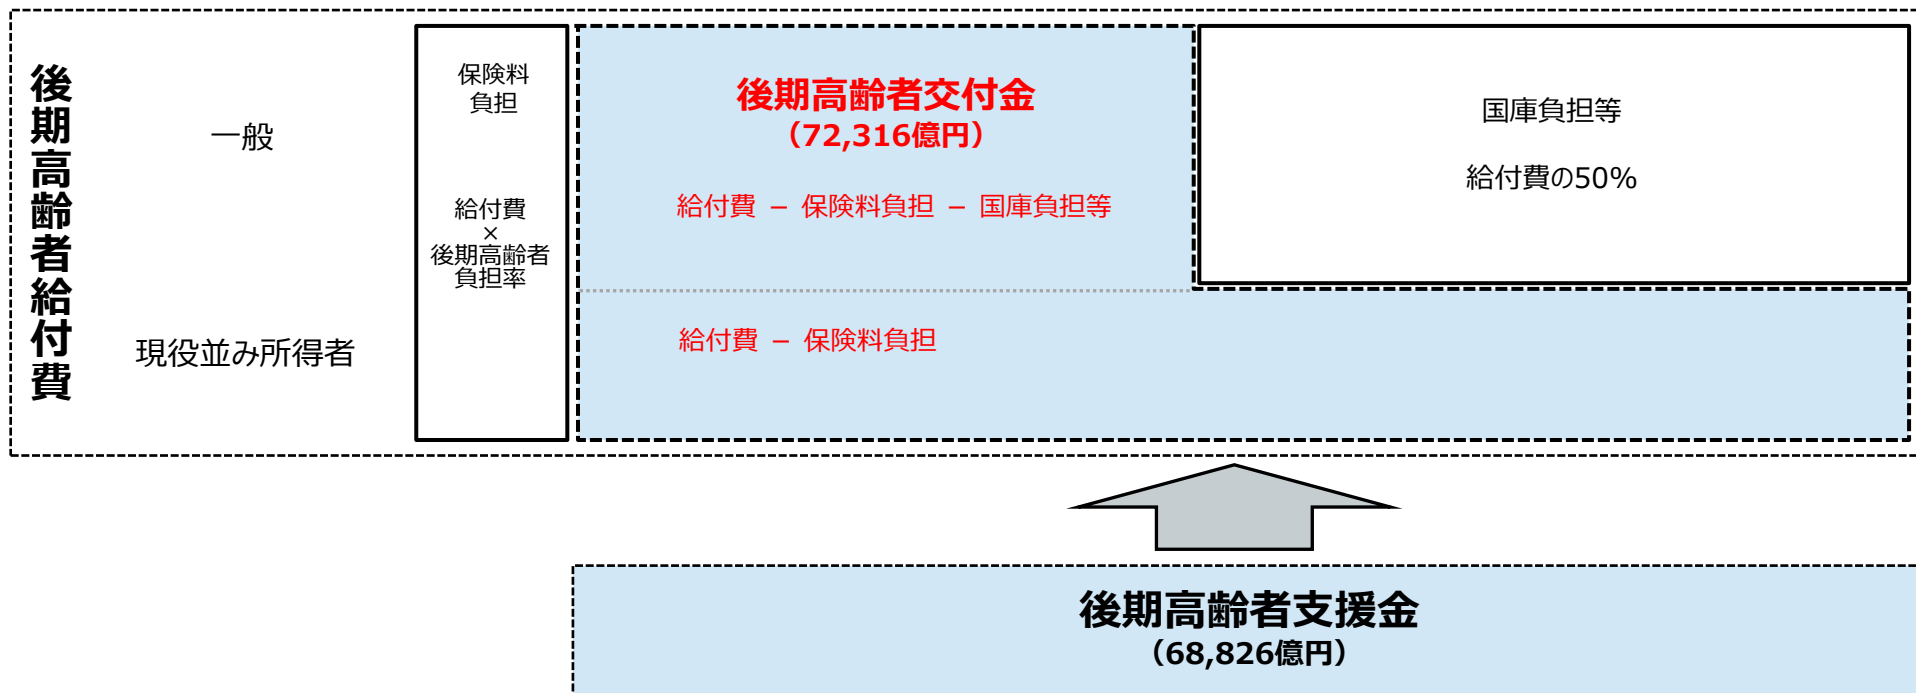 後期高齢者給付費
一般
現役並み所得者
保険料
負担
給付費
×
後期高齢者
負担率
後期高齢者交付金
（72,316億円）
給付費 － 保険料負担 － 国庫負担等
給付費 － 保険料負担
国庫負担等
給付費の50%
後期高齢者支援金
（68,826億円）